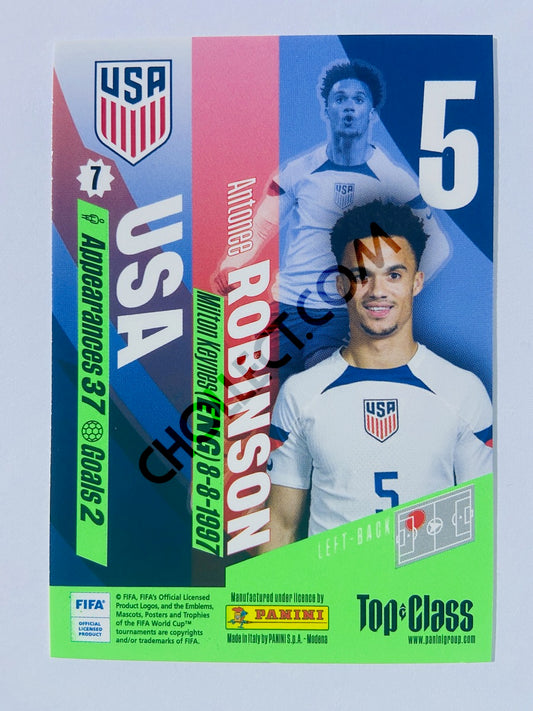 USA
5
7
USA
Appearances 37 Goals 2
Antonee
ROBINSON
Milton Keynes (ENG) 8-8-1997
CHOLLECT.COM
USA
USA
5
LEFT-BACK
FIFA®
OFFICIAL
LICENSED
PRODUCT
© FIFA, FIFA's Official Licensed
Product Logos, and the Emblems,
Mascots, Posters and Trophies
of the FIFA World Cup™
tournaments are copyrights
and/or trademarks of FIFA.
Manufactured under licence by
PANINI
Made in Italy by PANINI S.p.A. - Modena
Top Class
www.paninigroup.com